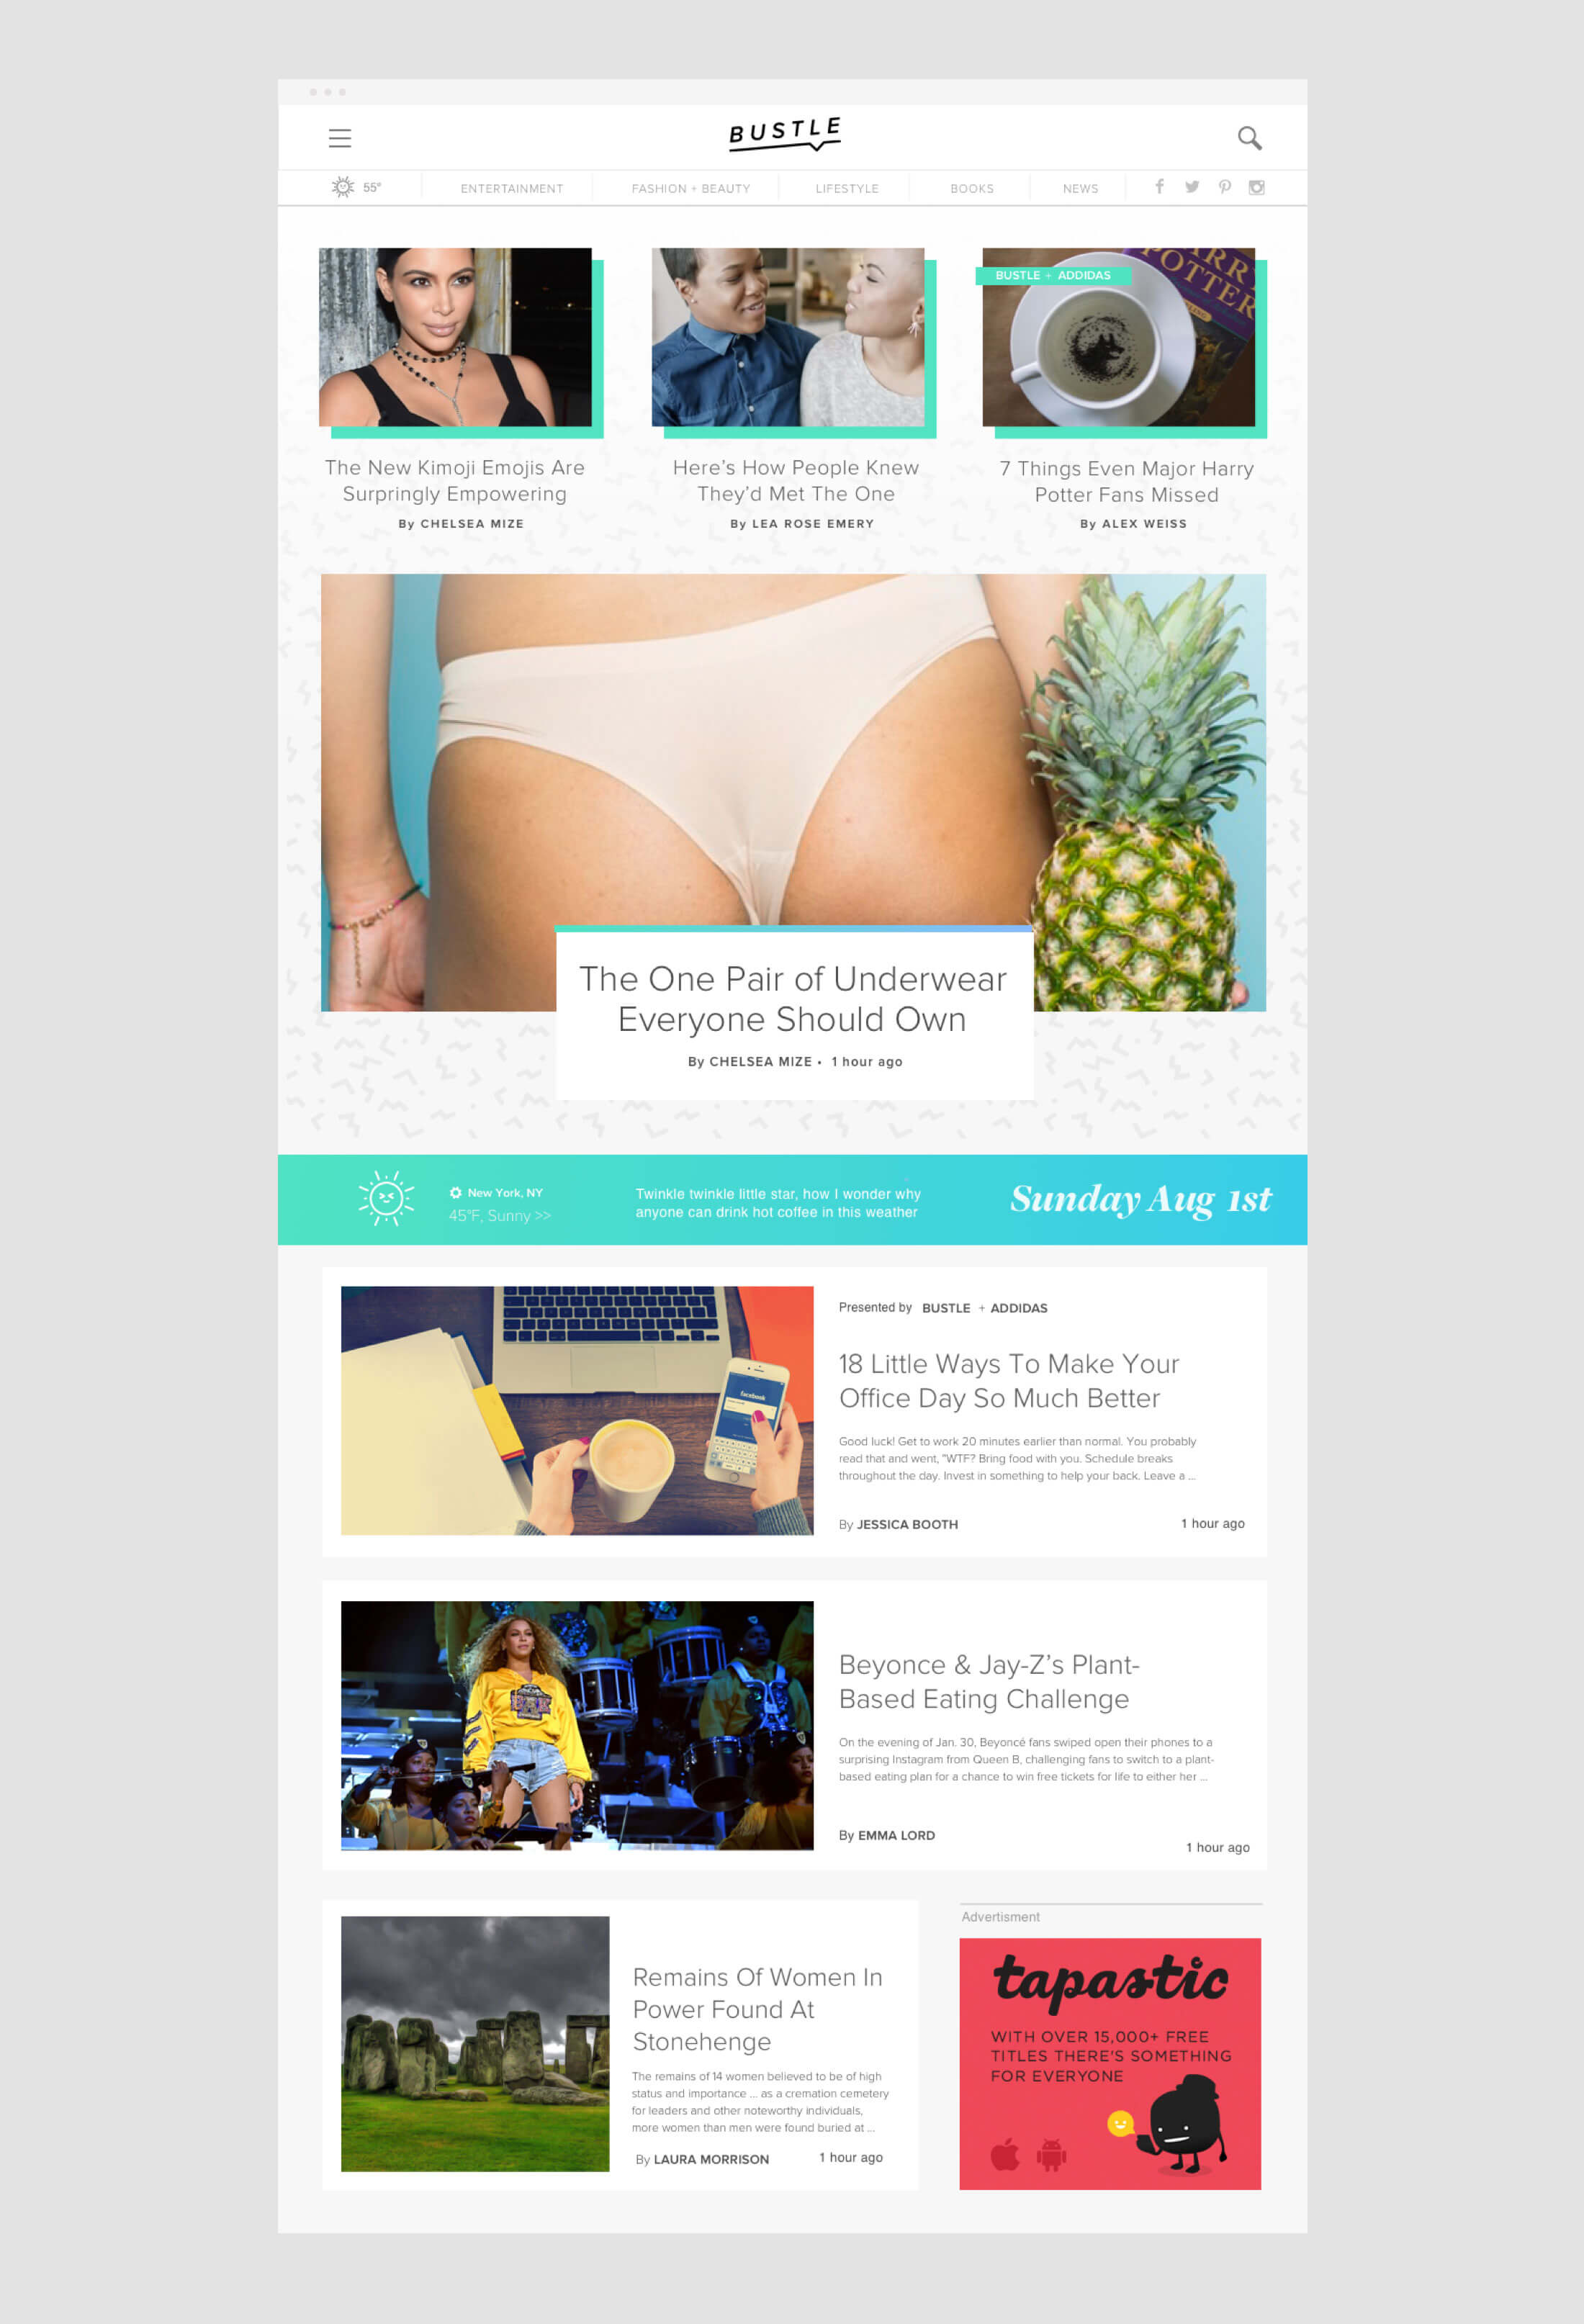 BUSTLE
55°
ENTERTAINMENT
FASHION + BEAUTY
LIFESTYLE
BOOKS
NEWS
BUSTLE + ADDIDAS
RRY
POTTER
The New Kimoji Emojis Are
Surpringly Empowering
By CHELSEA MIZE
Here's How People Knew
They'd Met The One
By LEA ROSE EMERY
7 Things Even Major Harry
Potter Fans Missed
By ALEX WEISS
The One Pair of Underwear
Everyone Should Own
By CHELSEA MIZE • 1 hour ago
New York, NY
45°F, Sunny >>
Twinkle twinkle little star, how I wonder why
anyone can drink hot coffee in this weather
Sunday Aug 1st
facebook
Presented by BUSTLE + ADDIDAS
18 Little Ways To Make Your
Office Day So Much Better
Good luck! Get to work 20 minutes earlier than normal. You probably
read that and went, "WTF? Bring food with you. Schedule breaks
throughout the day. Invest in something to help your back. Leave a ...
By JESSICA BOOTH
1 hour ago
Beyonce & Jay-Z's Plant-
Based Eating Challenge
On the evening of Jan. 30, Beyoncé fans swiped open their phones to a
surprising Instagram from Queen B, challenging fans to switch to a plant-
based eating plan for a chance to win free tickets for life to either her ...
By EMMA LORD
1 hour ago
Remains Of Women In
Power Found At
Stonehenge
The remains of 14 women believed to be of high
status and importance ... as a cremation cemetery
for leaders and other noteworthy individuals,
more women than men were found buried at ...
By LAURA MORRISON
1 hour ago
Advertisment
tapastic
WITH OVER 15,000+ FREE
TITLES THERE'S SOMETHING
FOR EVERYONE